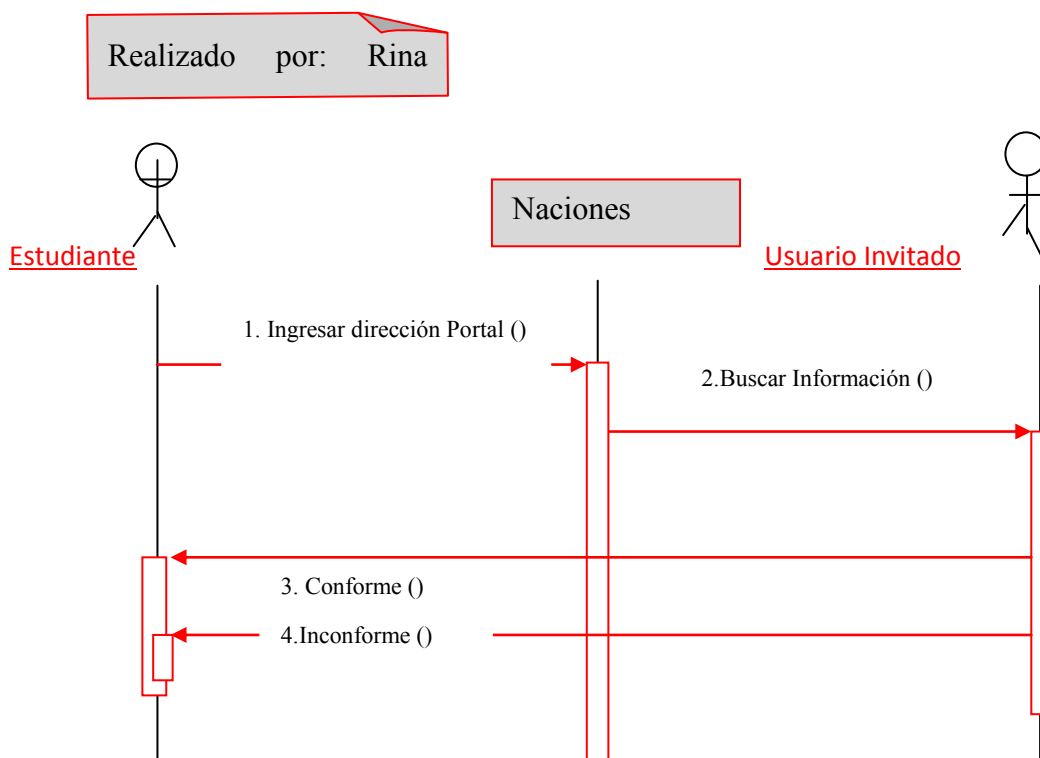 Realizado por: Rina
Naciones
Estudiante
Usuario Invitado
1. Ingresar dirección Portal ()
2.Buscar Información ()
3. Conforme ()
4.Inconforme ()